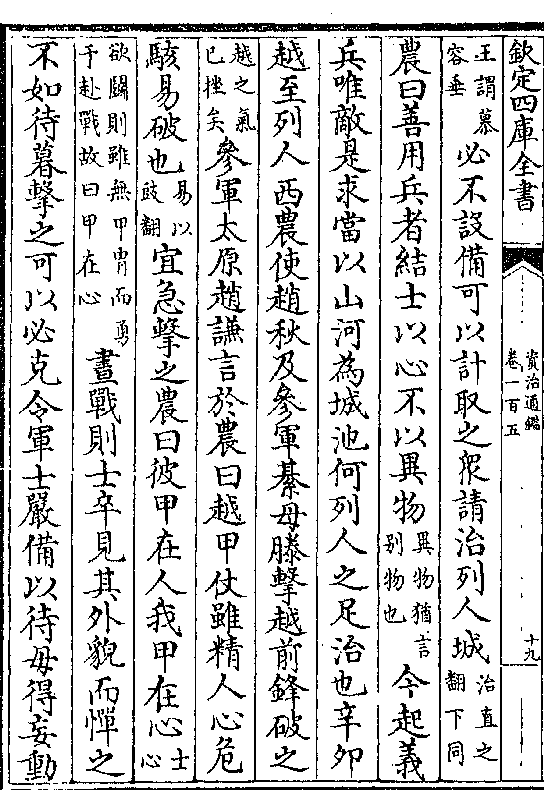 欽定四庫全書
資治通鑑
卷一百五
十九
王謂慕容垂必不設備可以計取之衆請治列人城治直之翻下同
農曰善用兵者結士以心不以異物異物猶言别物也今起義
兵唯敵是求當以山河為城池何列人之足治也辛卯
越至列人西農使趙秋及參軍綦毋滕擊越前鋒破之
越之氣已挫矣參軍太原趙謙言於農曰越甲仗雖精人心危
駭易破也易以豉翻宜急擊之農曰彼甲在人我甲在心士心
欲鬬則雖無甲胄而勇于赴戰故曰甲在心晝戰則士卒見其外貌而憚之
不如待暮擊之可以必克令軍士嚴備以待毋得妄動